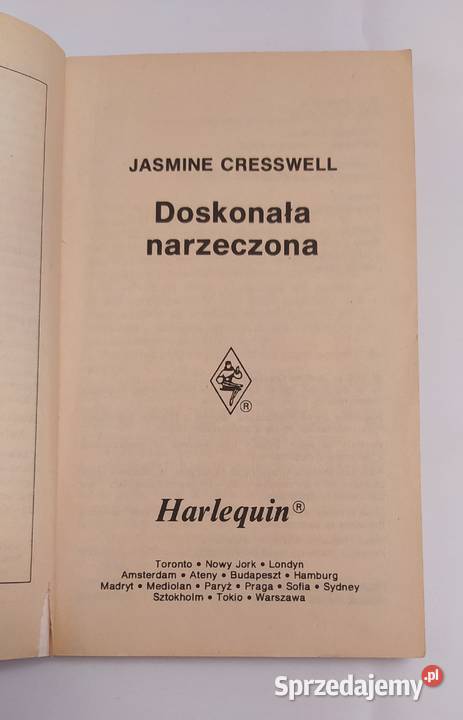 JASMINE CRESSWELL
Doskonała
narzeczona
®
Harlequin®
Toronto • Nowy Jork • Londyn
Amsterdam • Ateny • Budapeszt • Hamburg
Madryt • Mediolan • Paryż • Praga • Sofia • Sydney
Sztokholm • Tokio • Warszawa
Sprzedajemy.pl